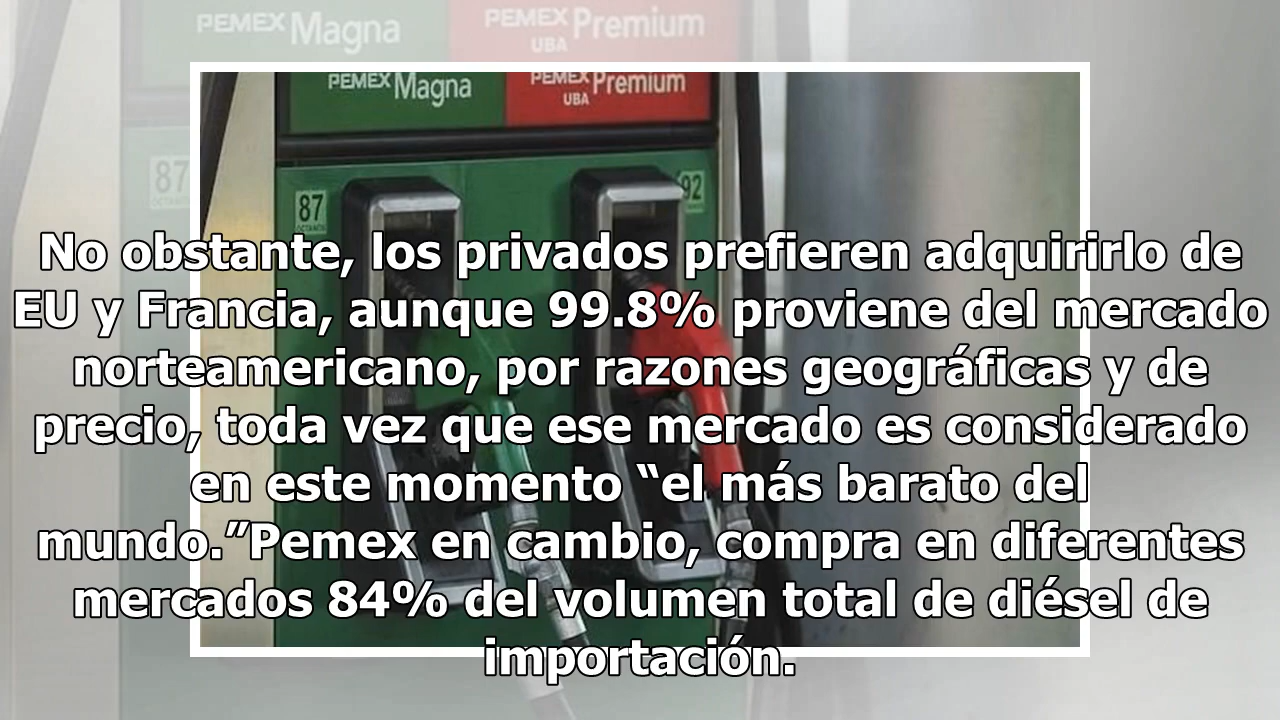 PEMEX Magna
PEMEX Premium
UBA
PEMEX Magna
PEMEX Premium
UBA
87
OCTANOS
87
92
No obstante, los privados prefieren adquirirlo de
EU y Francia, aunque 99.8% proviene del mercado
norteamericano, por razones geográficas y de
precio, toda vez que ese mercado es considerado
en este momento “el más barato del
mundo.”Pemex en cambio, compra en diferentes
mercados 84% del volumen total de diésel de
importación.